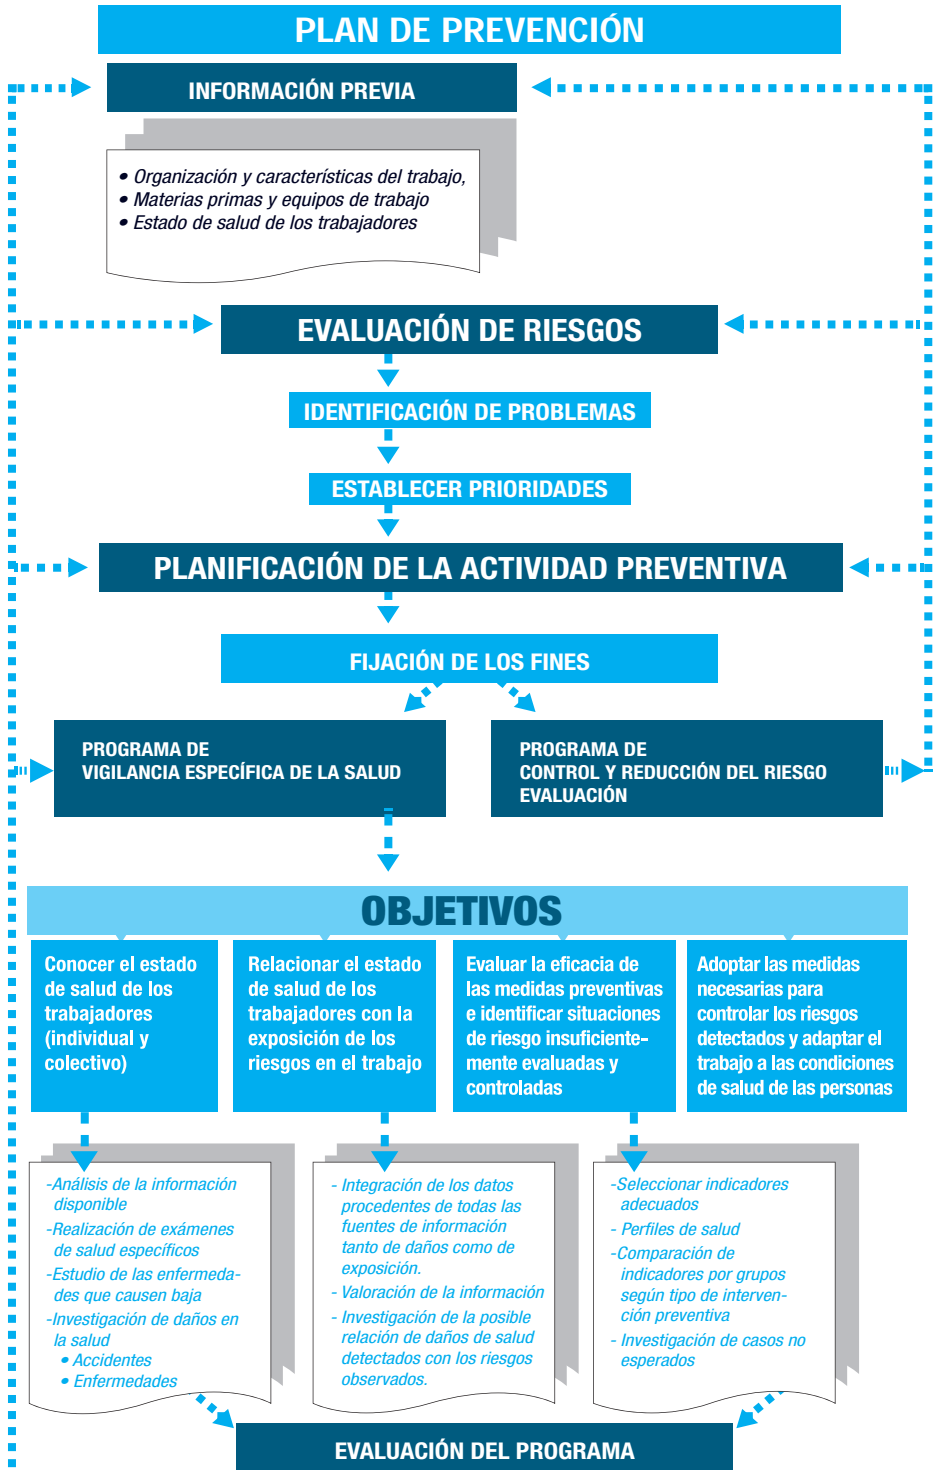 PLAN DE PREVENCIÓN
INFORMACIÓN PREVIA
• Organización y características del trabajo,
• Materias primas y equipos de trabajo
• Estado de salud de los trabajadores
EVALUACIÓN DE RIESGOS
IDENTIFICACIÓN DE PROBLEMAS
ESTABLECER PRIORIDADES
PLANIFICACIÓN DE LA ACTIVIDAD PREVENTIVA
FIJACIÓN DE LOS FINES
PROGRAMA DE
VIGILANCIA ESPECÍFICA DE LA SALUD
PROGRAMA DE
CONTROL Y REDUCCIÓN DEL RIESGO
EVALUACIÓN
OBJETIVOS
Conocer el estado
de salud de los
trabajadores
(individual y
colectivo)
Relacionar el estado
de salud de los
trabajadores con la
exposición de los
riesgos en el trabajo
Evaluar la eficacia de
las medidas preventivas
e identificar situaciones
de riesgo insuficiente-
mente evaluadas y
controladas
Adoptar las medidas
necesarias para
controlar los riesgos
detectados y adaptar el
trabajo a las condiciones
de salud de las personas
-Análisis de la información
disponible
-Realización de exámenes
de salud específicos
-Estudio de las enfermeda-
des que causen baja
-Investigación de daños en
la salud
• Accidentes
• Enfermedades
- Integración de los datos
procedentes de todas las
fuentes de información
tanto de daños como de
exposición.
- Valoración de la información
- Investigación de la posible
relación de daños de salud
detectados con los riesgos
observados.
-Seleccionar indicadores
adecuados
- Perfiles de salud
-Comparación de
indicadores por grupos
según tipo de interven-
ción preventiva
- Investigación de casos no
esperados
EVALUACIÓN DEL PROGRAMA